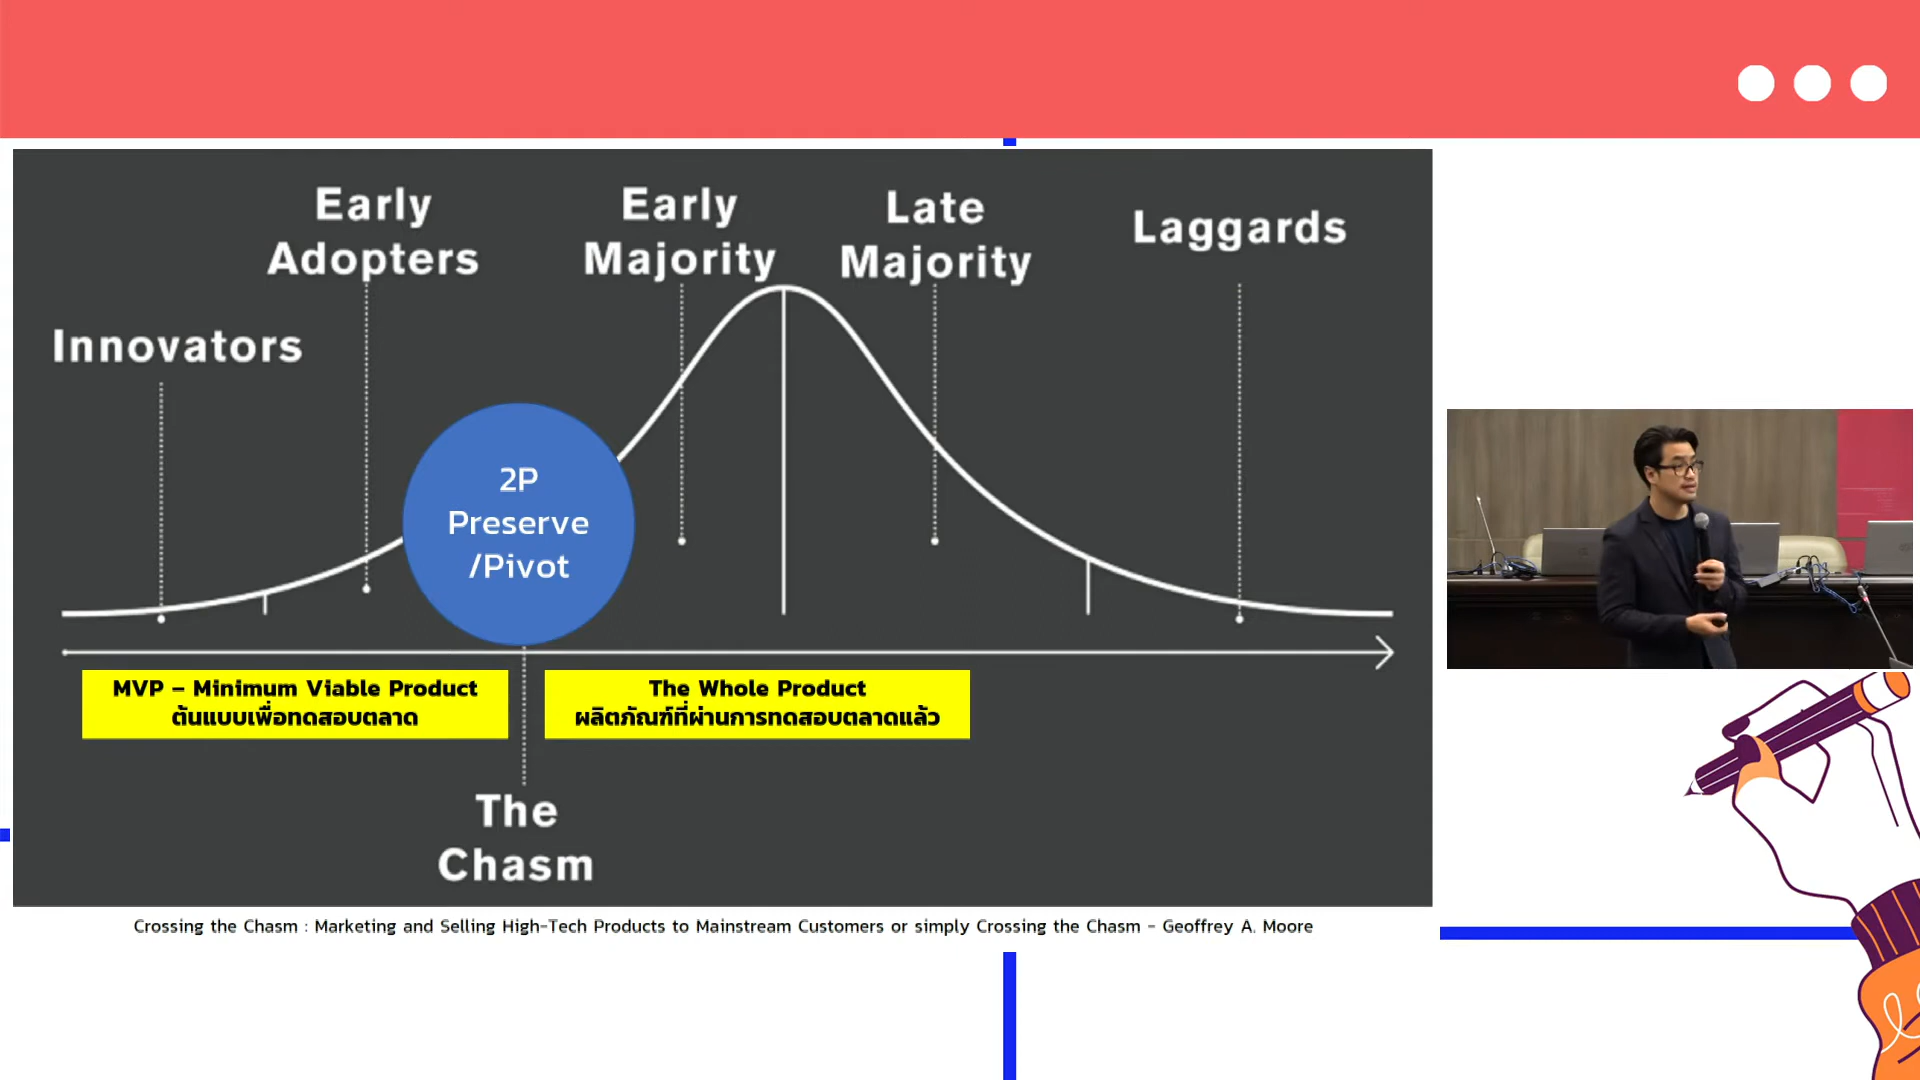 Early
Adopters
Early
Majority
Late
Majority
Laggards
Innovators
2P
Preserve
/Pivot
MVP – Minimum Viable Product
ต้นแบบเพื่อทดสอบตลาด
The Whole Product
ผลิตภัณฑ์ที่ผ่านการทดสอบตลาดแล้ว
The
Chasm
Crossing the Chasm : Marketing and Selling High-Tech Products to Mainstream Customers or simply Crossing the Chasm - Geoffrey A. Moore